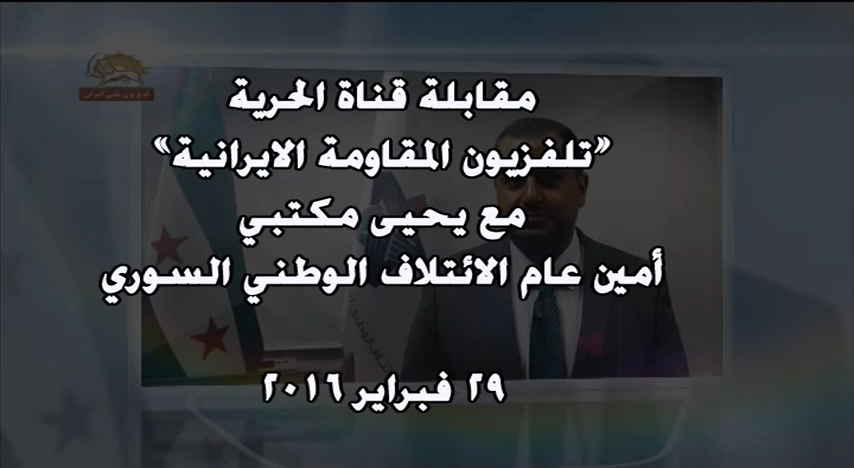 مقابلة قناة الحرية
«تلفزيون المقاومة الايرانية»
مع يحيى مكتبي
أمين عام الائتلاف الوطني السوري
٢٩ فبراير ٢٠١٦